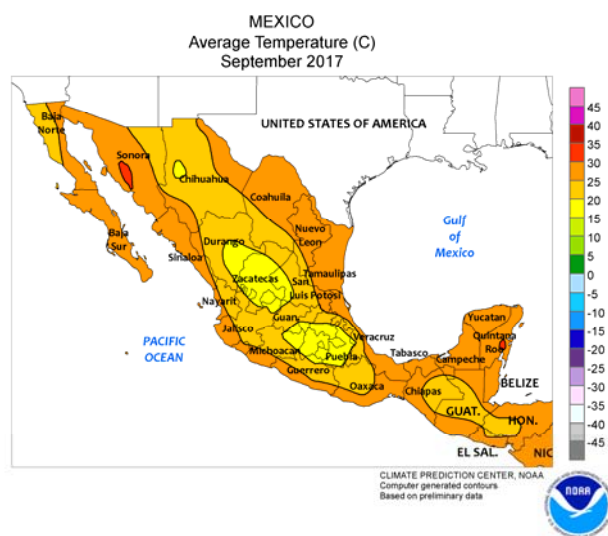 MEXICO
Average Temperature (C)
September 2017
Baja
Norte
Sonora
Chihuahua
UNITED STATES OF AMERICA
Coahuila
Baja
Sur
Sinaloa
Durango
Nuevo
Leon
Gulf
of
Mexico
Zacatecas
San
Luis Potosi
Tamaulipas
Nayarit
Guan.
Jalisco
Michoacan
Veracruz
Puebla
Guerrero
Oaxaca
PACIFIC
OCEAN
Tabasco
Chiapas
Campeche
Yucatan
Quintana
Roo
BELIZE
GUAT.
HON.
EL SAL.
NIC
45
40
35
30
25
20
15
10
5
0
-5
-10
-15
-20
-25
-30
-35
-40
-45
CLIMATE PREDICTION CENTER, NOAA
Computer generated contours
Based on preliminary data
NOAA